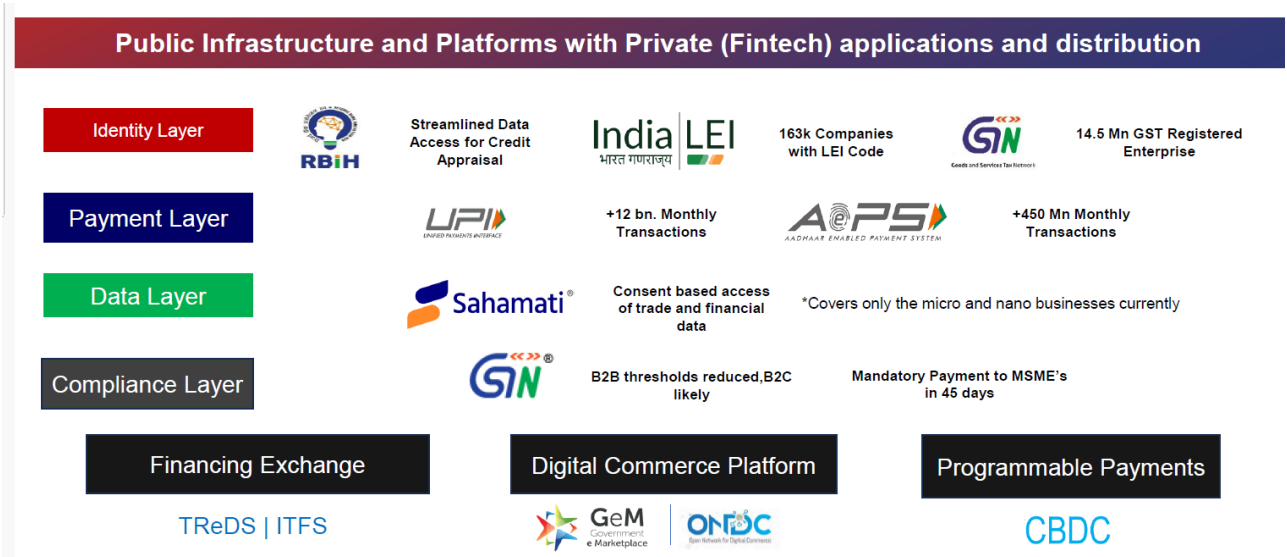 Public Infrastructure and Platforms with Private (Fintech) applications and distribution
Identity Layer
RBiH
Streamlined Data
Access for Credit
Appraisal
India LEI
भारत गणराज्य
163k Companies
with LEI Code
GSTN
Goods and Services Tax Network
14.5 Mn GST Registered
Enterprise
Payment Layer
UPI
UNIFIED PAYMENTS INTERFACE
+12 bn. Monthly
Transactions
AePS
AADHAAR ENABLED PAYMENT SYSTEM
+450 Mn Monthly
Transactions
Data Layer
Sahamati®
Consent based access
of trade and financial
data
*Covers only the micro and nano businesses currently
Compliance Layer
GSTN®
B2B thresholds reduced,B2C
likely
Mandatory Payment to MSME's
in 45 days
Financing Exchange
TReDS | ITFS
Digital Commerce Platform
GeM
Government
e Marketplace
ONDC
Open Network for Digital Commerce
Programmable Payments
CBDC